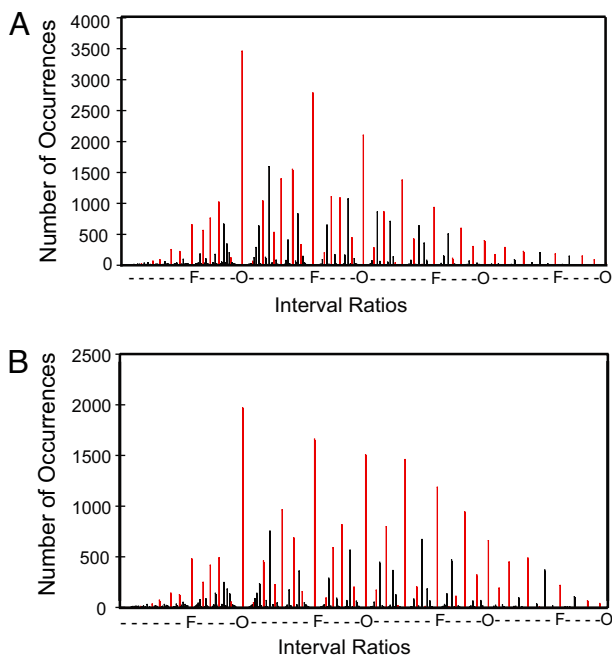 A
Number of Occurrences
4000
3500
3000
2500
2000
1500
1000
500
0
------F----O------F----O-------F----O------F-----O
Interval Ratios
B
Number of Occurrences
2500
2000
1500
1000
500
0
------F----O------F----O-------F----O-------F----O
Interval Ratios